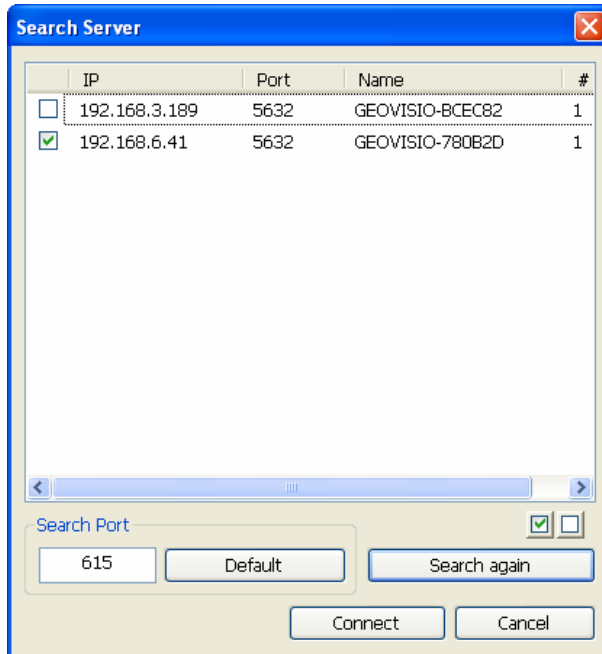 Search Server
IP Port Name #
192.168.3.189 5632 GEOVISIO-BCEC82 1
192.168.6.41 5632 GEOVISIO-780B2D 1
Search Port
615 Default Search again
Connect Cancel